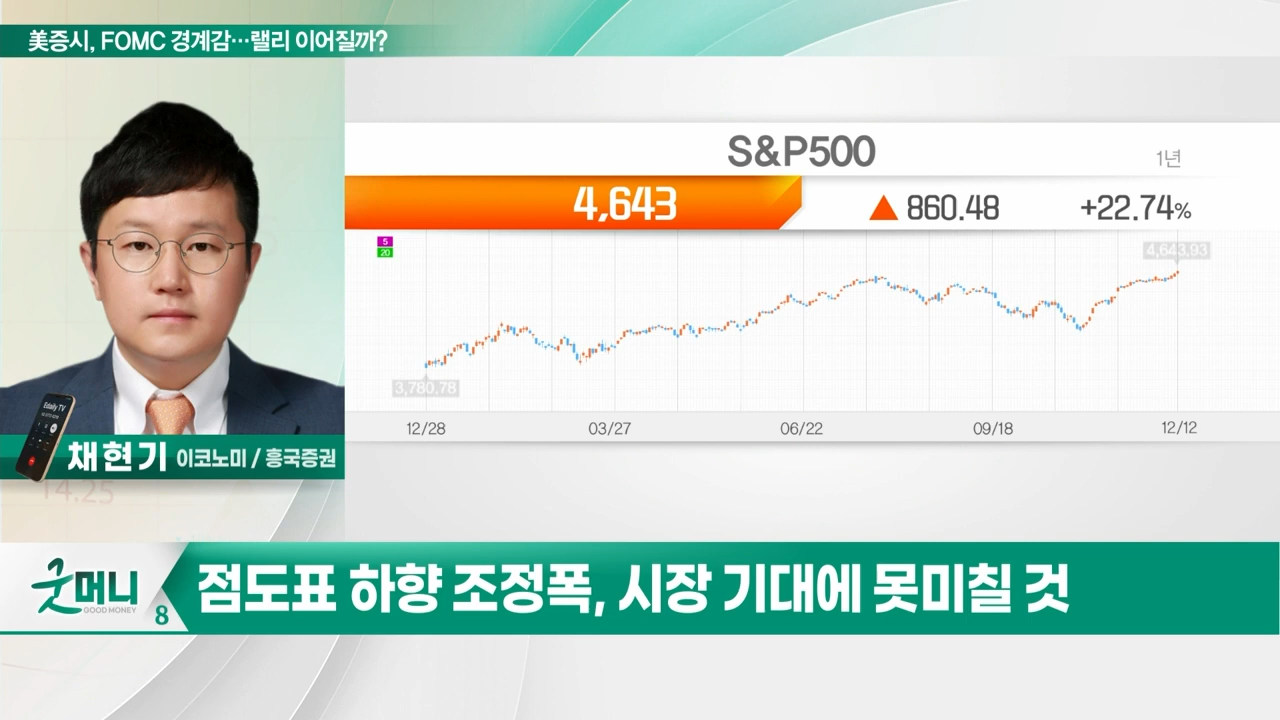 美증시, FOMC 경계감…랠리 이어질까?
S&P500
1년
4,643
▲ 860.48
+22.74%
5
20
4,643.93
3,780.78
12/28
03/27
06/22
09/18
12/12
Edaily TV
채현기 이코노미 / 흥국증권
14.25
굿머니
GOOD MONEY
8
점도표 하향 조정폭, 시장 기대에 못미칠 것